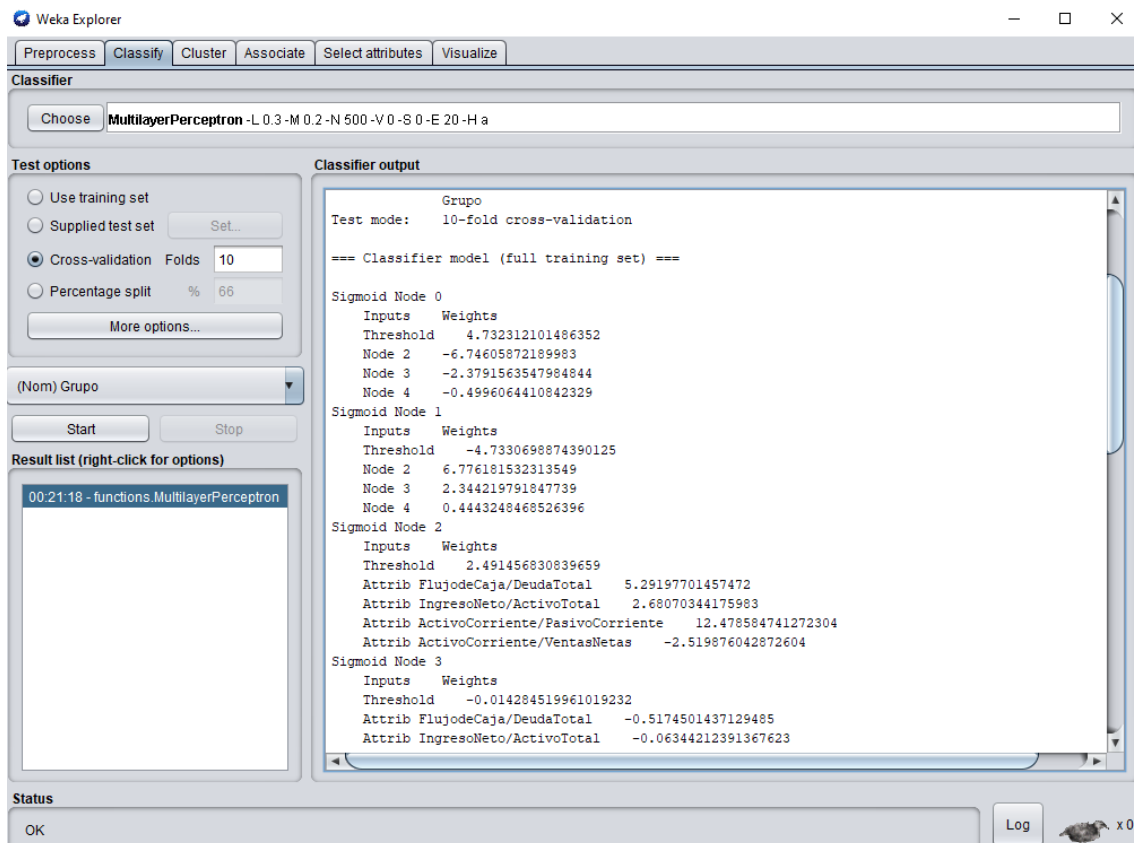 Weka Explorer
Preprocess Classify Cluster Associate Select attributes Visualize
Classifier
Choose MultilayerPerceptron -L 0.3 -M 0.2 -N 500 -V 0 -S 0 -E 20 -H a
Test options
Use training set
Supplied test set Set...
Cross-validation Folds 10
Percentage split % 66
More options...
(Nom) Grupo
Start Stop
Result list (right-click for options)
00:21:18 - functions.MultilayerPerceptron
Classifier output
Grupo
Test mode: 10-fold cross-validation
=== Classifier model (full training set) ===
Sigmoid Node 0
Inputs Weights
Threshold 4.732312101486352
Node 2 -6.74605872189983
Node 3 -2.3791563547984844
Node 4 -0.4996064410842329
Sigmoid Node 1
Inputs Weights
Threshold -4.7330698874390125
Node 2 6.776181532313549
Node 3 2.344219791847739
Node 4 0.4443248468526396
Sigmoid Node 2
Inputs Weights
Threshold 2.491456830839659
Attrib FlujodeCaja/DeudaTotal 5.29197701457472
Attrib IngresoNeto/ActivoTotal 2.68070344175983
Attrib ActivoCorriente/PasivoCorriente 12.478584741272304
Attrib ActivoCorriente/VentasNetas -2.519876042872604
Sigmoid Node 3
Inputs Weights
Threshold -0.014284519961019232
Attrib FlujodeCaja/DeudaTotal -0.5174501437129485
Attrib IngresoNeto/ActivoTotal -0.06344212391367623
Status
OK
Log x 0